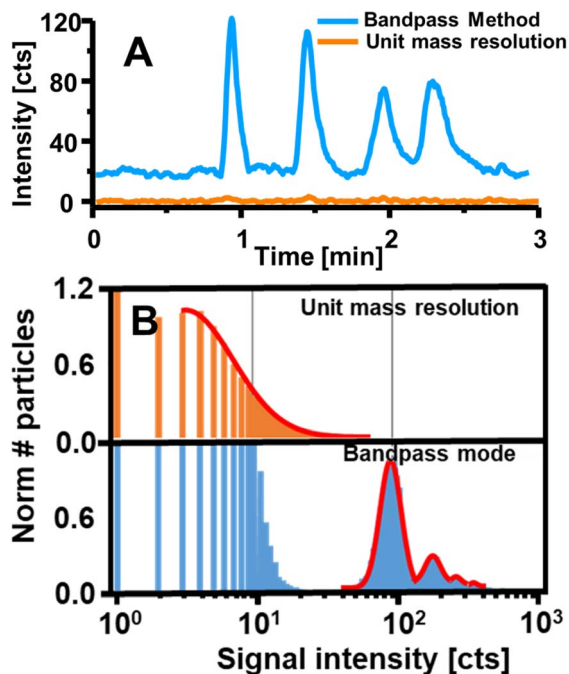 120
80
40
0
Intensity [cts]
A
Bandpass Method
Unit mass resolution
0
1
2
3
Time [min]
1.2
0.6
0.0
B
Unit mass resolution
Norm # particles
Bandpass mode
0.6
0.0
10⁰
10¹
10²
10³
Signal intensity [cts]